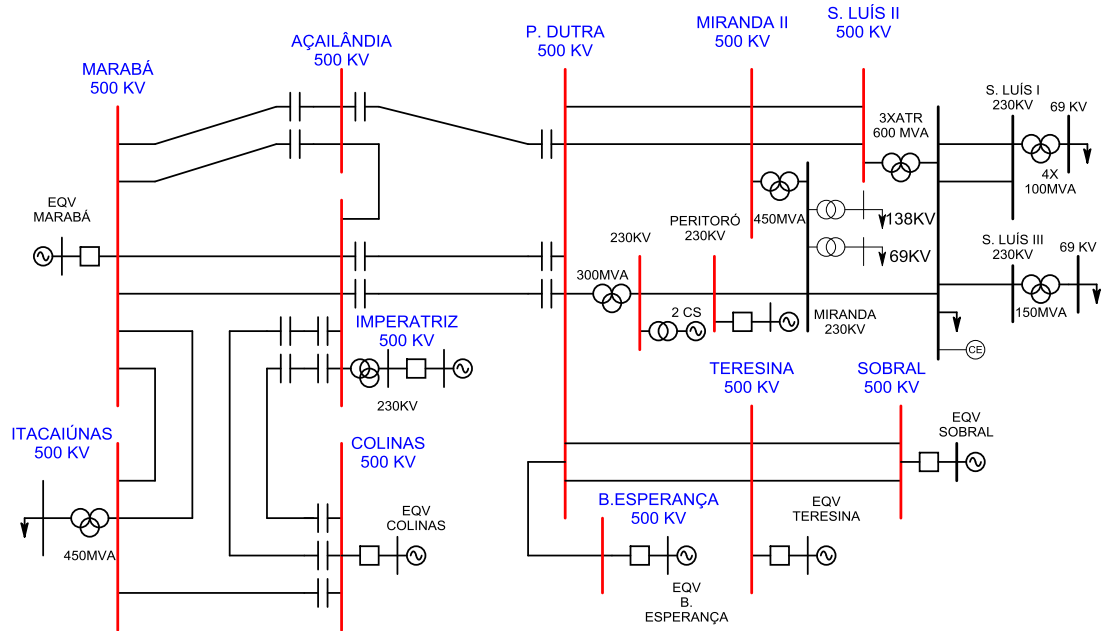 MARABÁ
500 KV
AÇAILÂNDIA
500 KV
P. DUTRA
500 KV
MIRANDA II
500 KV
S. LUÍS II
500 KV
3XATR
600 MVA
S. LUÍS I
230KV
69 KV
4X
100MVA
EQV
MARABÁ
450MVA
138KV
69KV
PERITORÓ
230KV
230KV
300MVA
2 CS
MIRANDA
230KV
S. LUÍS III
230KV
69 KV
150MVA
CE
IMPERATRIZ
500 KV
230KV
TERESINA
500 KV
SOBRAL
500 KV
EQV
SOBRAL
ITACAIÚNAS
500 KV
450MVA
COLINAS
500 KV
EQV
COLINAS
B.ESPERANÇA
500 KV
EQV
TERESINA
EQV
B.
ESPERANÇA